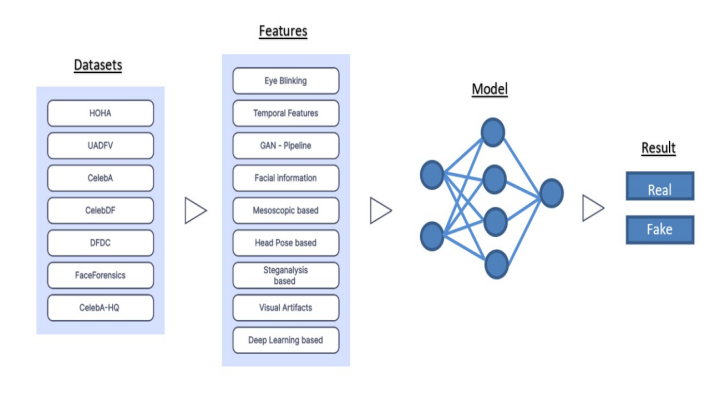 Datasets
HOHA
UADFV
CelebA
CelebDF
DFDC
FaceForensics
CelebA-HQ
Features
Eye Blinking
Temporal Features
GAN - Pipeline
Facial information
Mesoscopic based
Head Pose based
Steganalysis
based
Visual Artifacts
Deep Learning based
Model
Result
Real
Fake